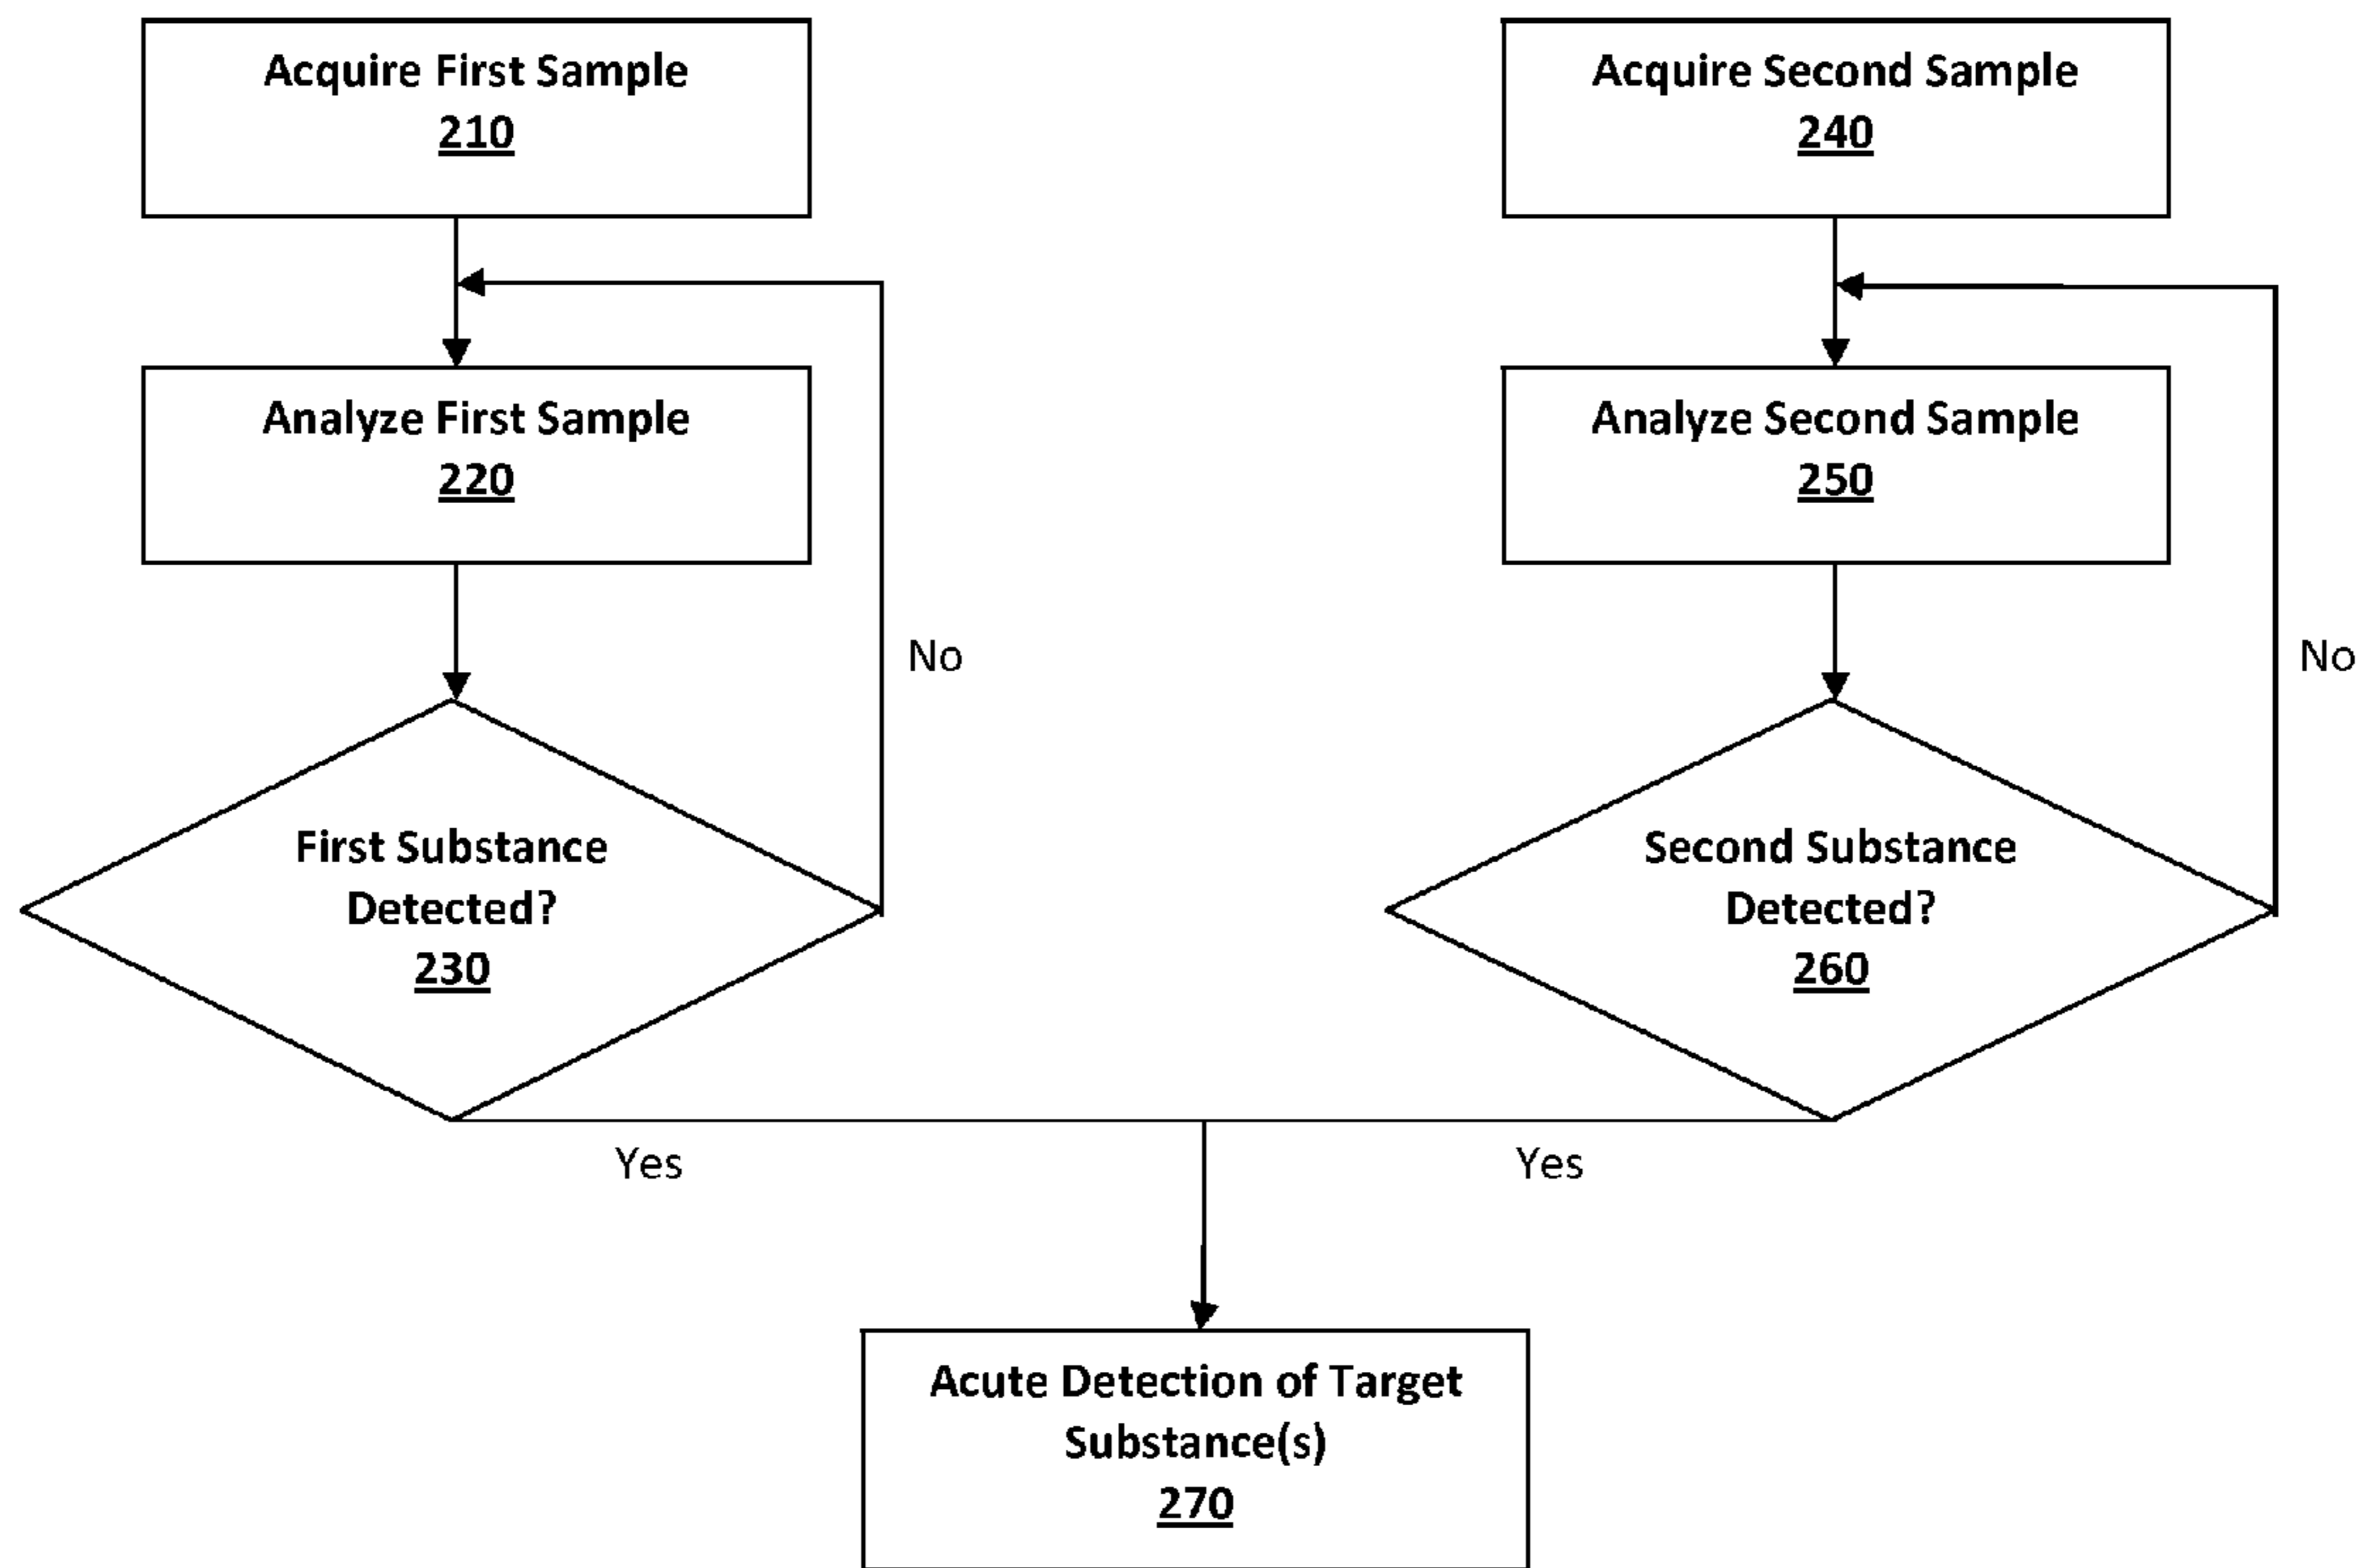 Acquire First Sample
210
Acquire Second Sample
240
Analyze First Sample
220
Analyze Second Sample
250
No
No
First Substance
Detected?
230
Second Substance
Detected?
260
Yes
Yes
Acute Detection of Target
Substance(s)
270